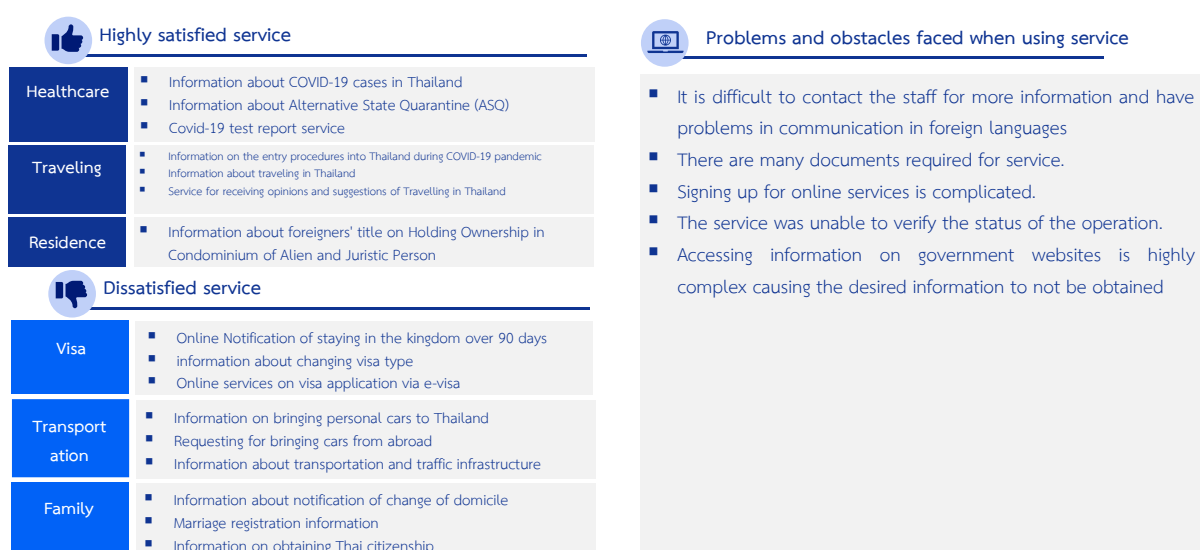 Highly satisfied service
Healthcare
Information about COVID-19 cases in Thailand
Information about Alternative State Quarantine (ASQ)
Covid-19 test report service
Traveling
Information on the entry procedures into Thailand during COVID-19 pandemic
Information about traveling in Thailand
Service for receiving opinions and suggestions of Travelling in Thailand
Residence
Information about foreigners' title on Holding Ownership in
Condominium of Alien and Juristic Person
Dissatisfied service
Visa
Online Notification of staying in the kingdom over 90 days
information about changing visa type
Online services on visa application via e-visa
Transport
ation
Information on bringing personal cars to Thailand
Requesting for bringing cars from abroad
Information about transportation and traffic infrastructure
Family
Information about notification of change of domicile
Marriage registration information
Information on obtaining Thai citizenship
Problems and obstacles faced when using service
It is difficult to contact the staff for more information and have
problems in communication in foreign languages
There are many documents required for service.
Signing up for online services is complicated.
The service was unable to verify the status of the operation.
Accessing information on government websites is highly
complex causing the desired information to not be obtained